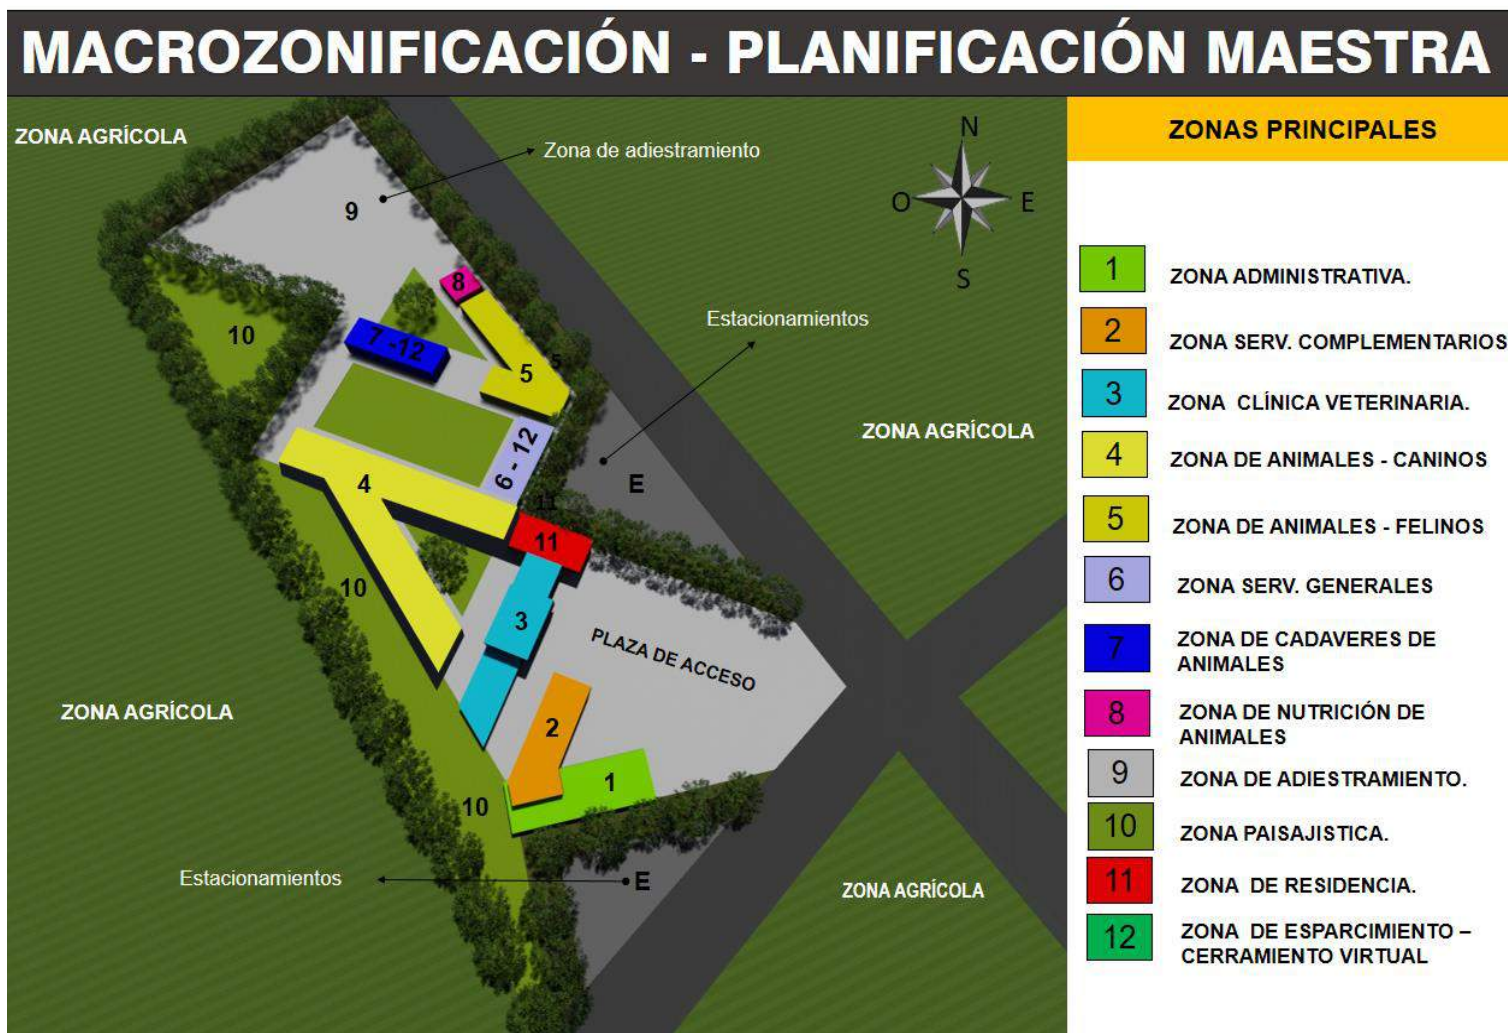 MACROZONIFICACIÓN - PLANIFICACIÓN MAESTRA
ZONA AGRÍCOLA
Zona de adiestramiento
9
N
O
E
S
8
10
Estacionamientos
7 -12
5
5
ZONA AGRÍCOLA
6 - 12
E
4
11
11
10
3
PLAZA DE ACCESO
ZONA AGRÍCOLA
2
1
10
Estacionamientos
E
ZONA AGRÍCOLA
ZONAS PRINCIPALES
1 ZONA ADMINISTRATIVA.
2 ZONA SERV. COMPLEMENTARIOS
3 ZONA CLÍNICA VETERINARIA.
4 ZONA DE ANIMALES - CANINOS
5 ZONA DE ANIMALES - FELINOS
6 ZONA SERV. GENERALES
7 ZONA DE CADAVERES DE
ANIMALES
8 ZONA DE NUTRICIÓN DE
ANIMALES
9 ZONA DE ADIESTRAMIENTO.
10 ZONA PAISAJISTICA.
11 ZONA DE RESIDENCIA.
12 ZONA DE ESPARCIMIENTO –
CERRAMIENTO VIRTUAL